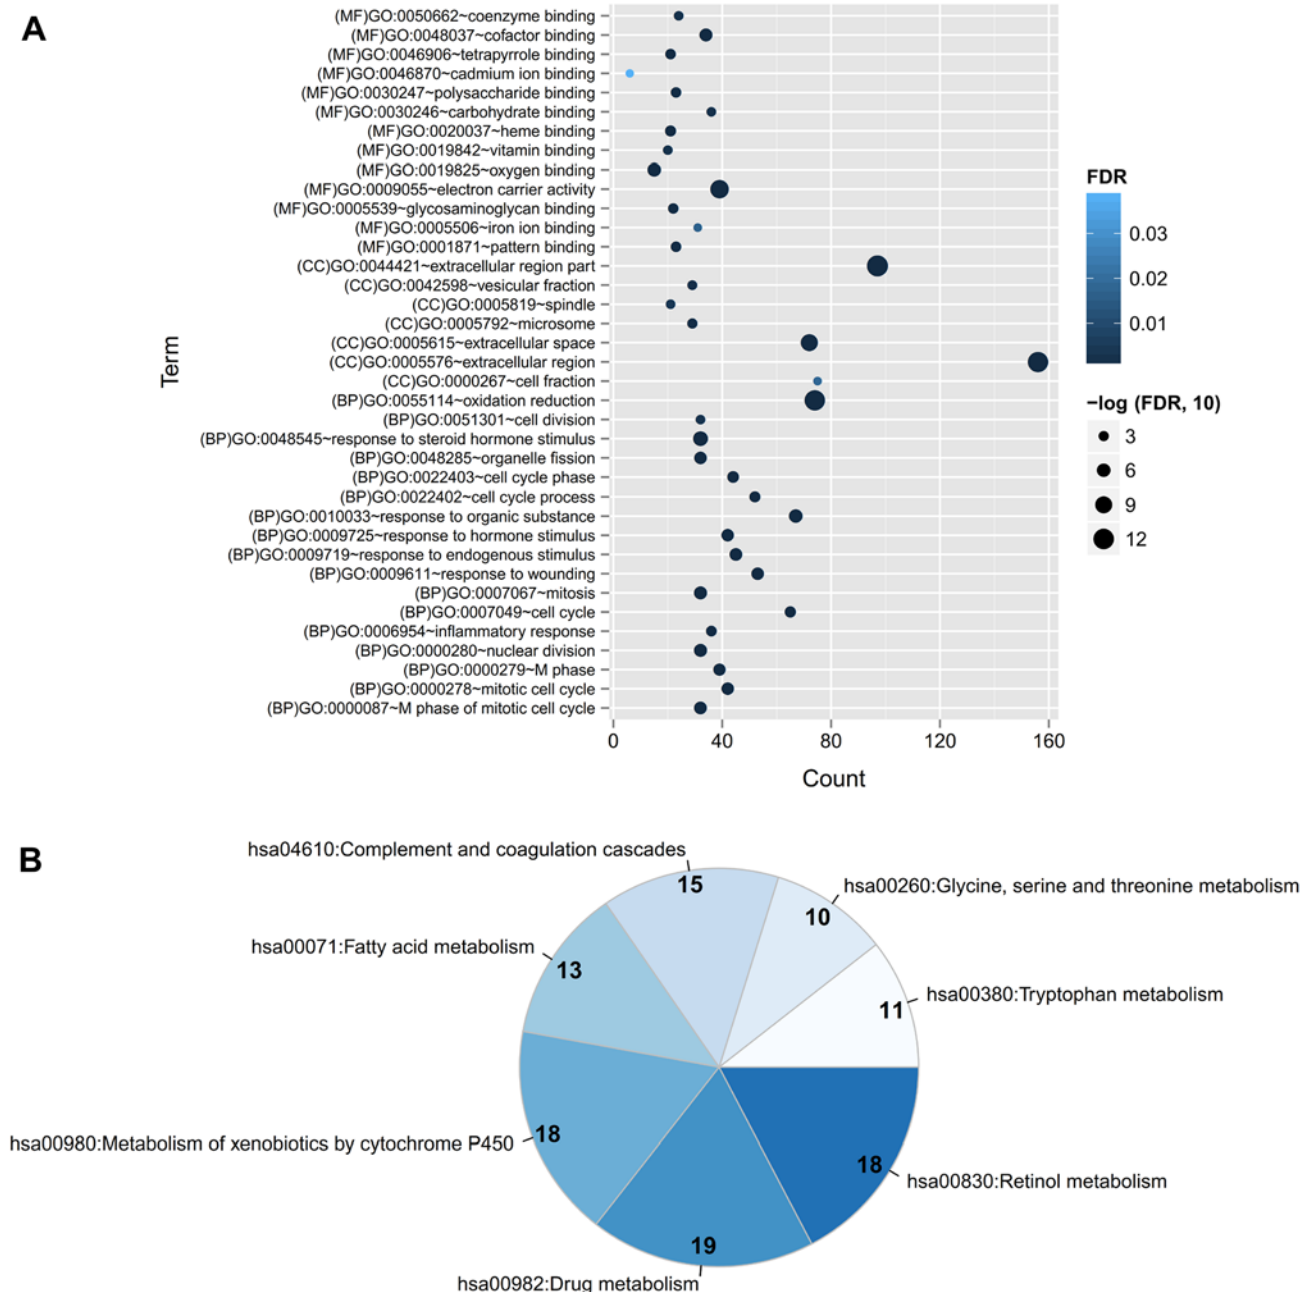 A
(MF)GO:0050662~coenzyme binding
(MF)GO:0048037~cofactor binding
(MF)GO:0046906~tetrapyrrole binding
(MF)GO:0046870~cadmium ion binding
(MF)GO:0030247~polysaccharide binding
(MF)GO:0030246~carbohydrate binding
(MF)GO:0020037~heme binding
(MF)GO:0019842~vitamin binding
(MF)GO:0019825~oxygen binding
(MF)GO:0009055~electron carrier activity
(MF)GO:0005539~glycosaminoglycan binding
(MF)GO:0005506~iron ion binding
(MF)GO:0001871~pattern binding
(CC)GO:0044421~extracellular region part
(CC)GO:0042598~vesicular fraction
(CC)GO:0005819~spindle
(CC)GO:0005792~microsome
(CC)GO:0005615~extracellular space
(CC)GO:0005576~extracellular region
(CC)GO:0000267~cell fraction
(BP)GO:0055114~oxidation reduction
(BP)GO:0051301~cell division
(BP)GO:0048545~response to steroid hormone stimulus
(BP)GO:0048285~organelle fission
(BP)GO:0022403~cell cycle phase
(BP)GO:0022402~cell cycle process
(BP)GO:0010033~response to organic substance
(BP)GO:0009725~response to hormone stimulus
(BP)GO:0009719~response to endogenous stimulus
(BP)GO:0009611~response to wounding
(BP)GO:0007067~mitosis
(BP)GO:0007049~cell cycle
(BP)GO:0006954~inflammatory response
(BP)GO:0000280~nuclear division
(BP)GO:0000279~M phase
(BP)GO:0000278~mitotic cell cycle
(BP)GO:0000087~M phase of mitotic cell cycle
Term
0 40 80 120 160
Count
FDR
0.03
0.02
0.01
−log (FDR, 10)
3
6
9
12
B
hsa04610:Complement and coagulation cascades
15
hsa00260:Glycine, serine and threonine metabolism
10
hsa00071:Fatty acid metabolism
13
hsa00380:Tryptophan metabolism
11
hsa00980:Metabolism of xenobiotics by cytochrome P450
18
18
hsa00830:Retinol metabolism
19
hsa00982:Drug metabolism